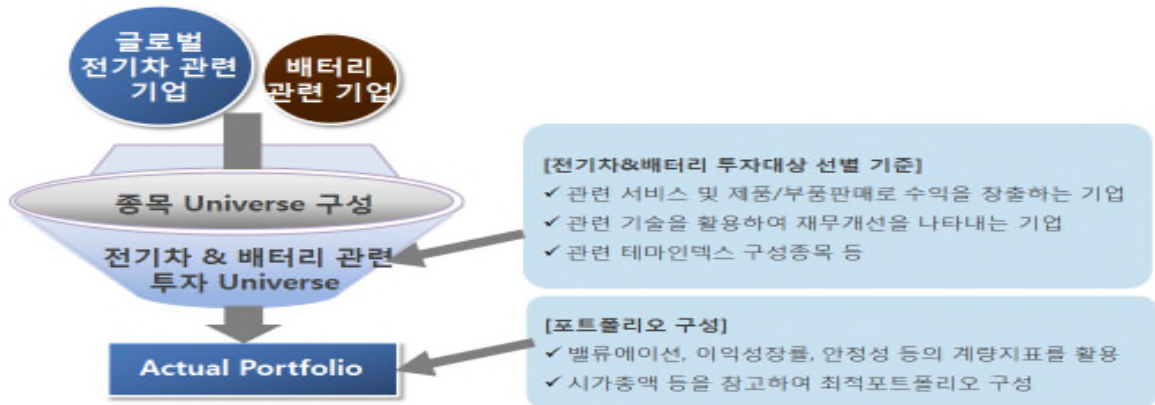 글로벌
전기차 관련
기업
배터리
관련 기업
종목 Universe 구성
전기차 & 배터리 관련
투자 Universe
Actual Portfolio
[전기차&배터리 투자대상 선별 기준]
✓ 관련 서비스 및 제품/부품판매로 수익을 창출하는 기업
✓ 관련 기술을 활용하여 재무개선을 나타내는 기업
✓ 관련 테마인덱스 구성종목 등
[포트폴리오 구성]
✓ 밸류에이션, 이익성장률, 안정성 등의 계량지표를 활용
✓ 시가총액 등을 참고하여 최적포트폴리오 구성